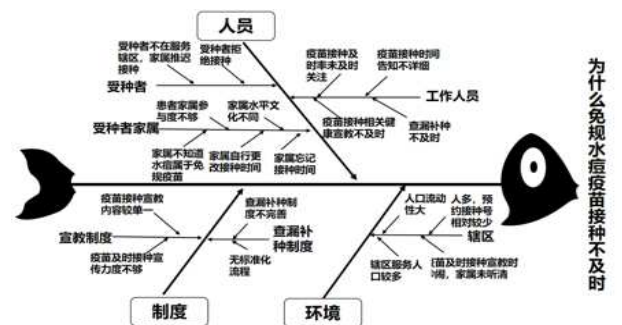 人员
受种者不在服务
辖区，家属推迟
接种
受种者拒
绝接种
受种者
疫苗接种及
时率未及时
关注
疫苗接种时间
告知不详细
工作人员
疫苗接种相关健
康宣教不及时
查漏补种
不及时
患者家属参
与度不够
家属水平文
化不同
受种者家属
家属不知道
水痘属于免
规疫苗
家属自行更
改接种时间
家属忘记
接种时间
为什么免规水痘疫苗接种不及时
疫苗接种宣教
内容较单一
宣教制度
疫苗及时接种宣
传力度不够
查漏补种制
度不完善
查漏补
种制度
无标准化
流程
人口流动
性大
人多，预
约接种号
相对较少
辖区
辖区服务人
口较多
苗及时接种宣教时
，家属未听清
制度
环境